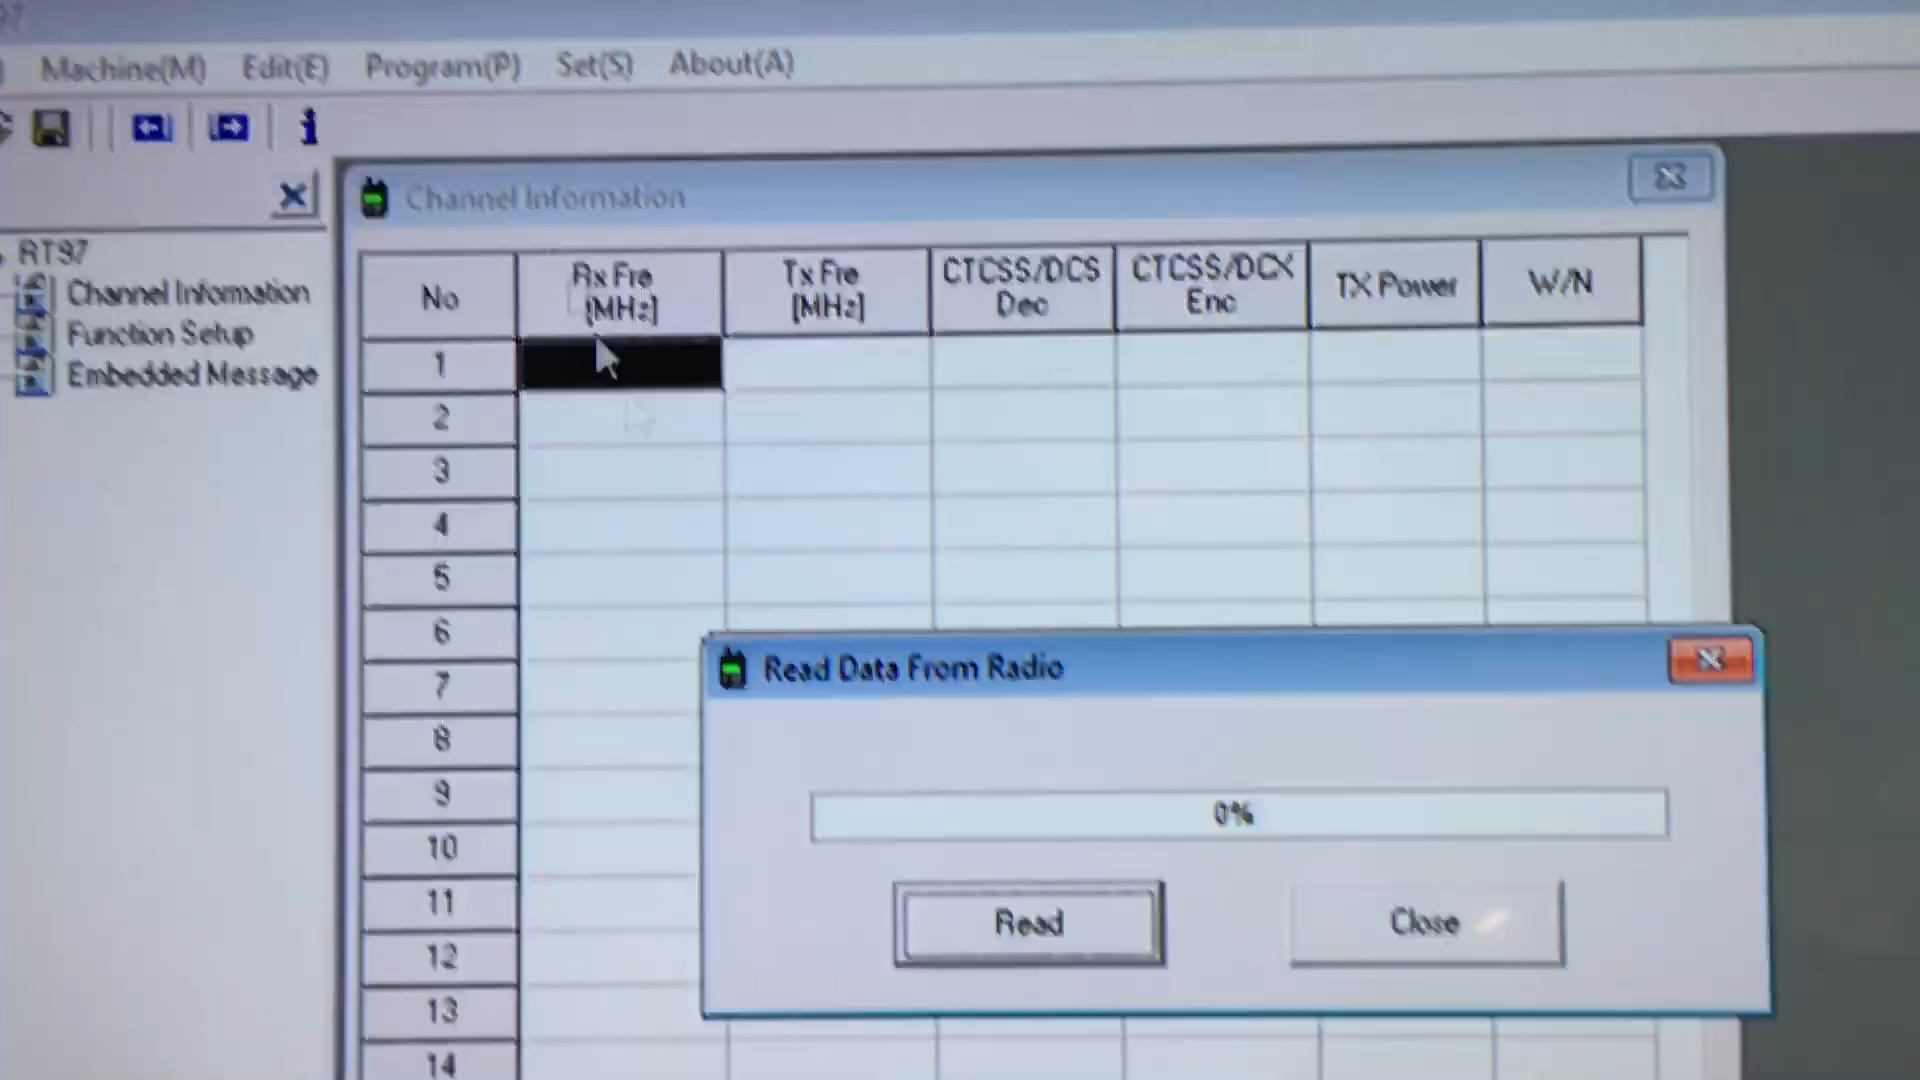 97
Machine(M) Edit(E) Program(P) Set(S) About(A)
RT97
Channel Information
Function Setup
Embedded Message
Channel Information
No
Rx Fre
[MHz]
Tx Fre
[MHz]
CTCSS/DCS
Dec
CTCSS/DCX
Enc
TX Power
W/N
1
2
3
4
5
6
7
8
9
10
11
12
13
14
Read Data From Radio
0%
Read
Close